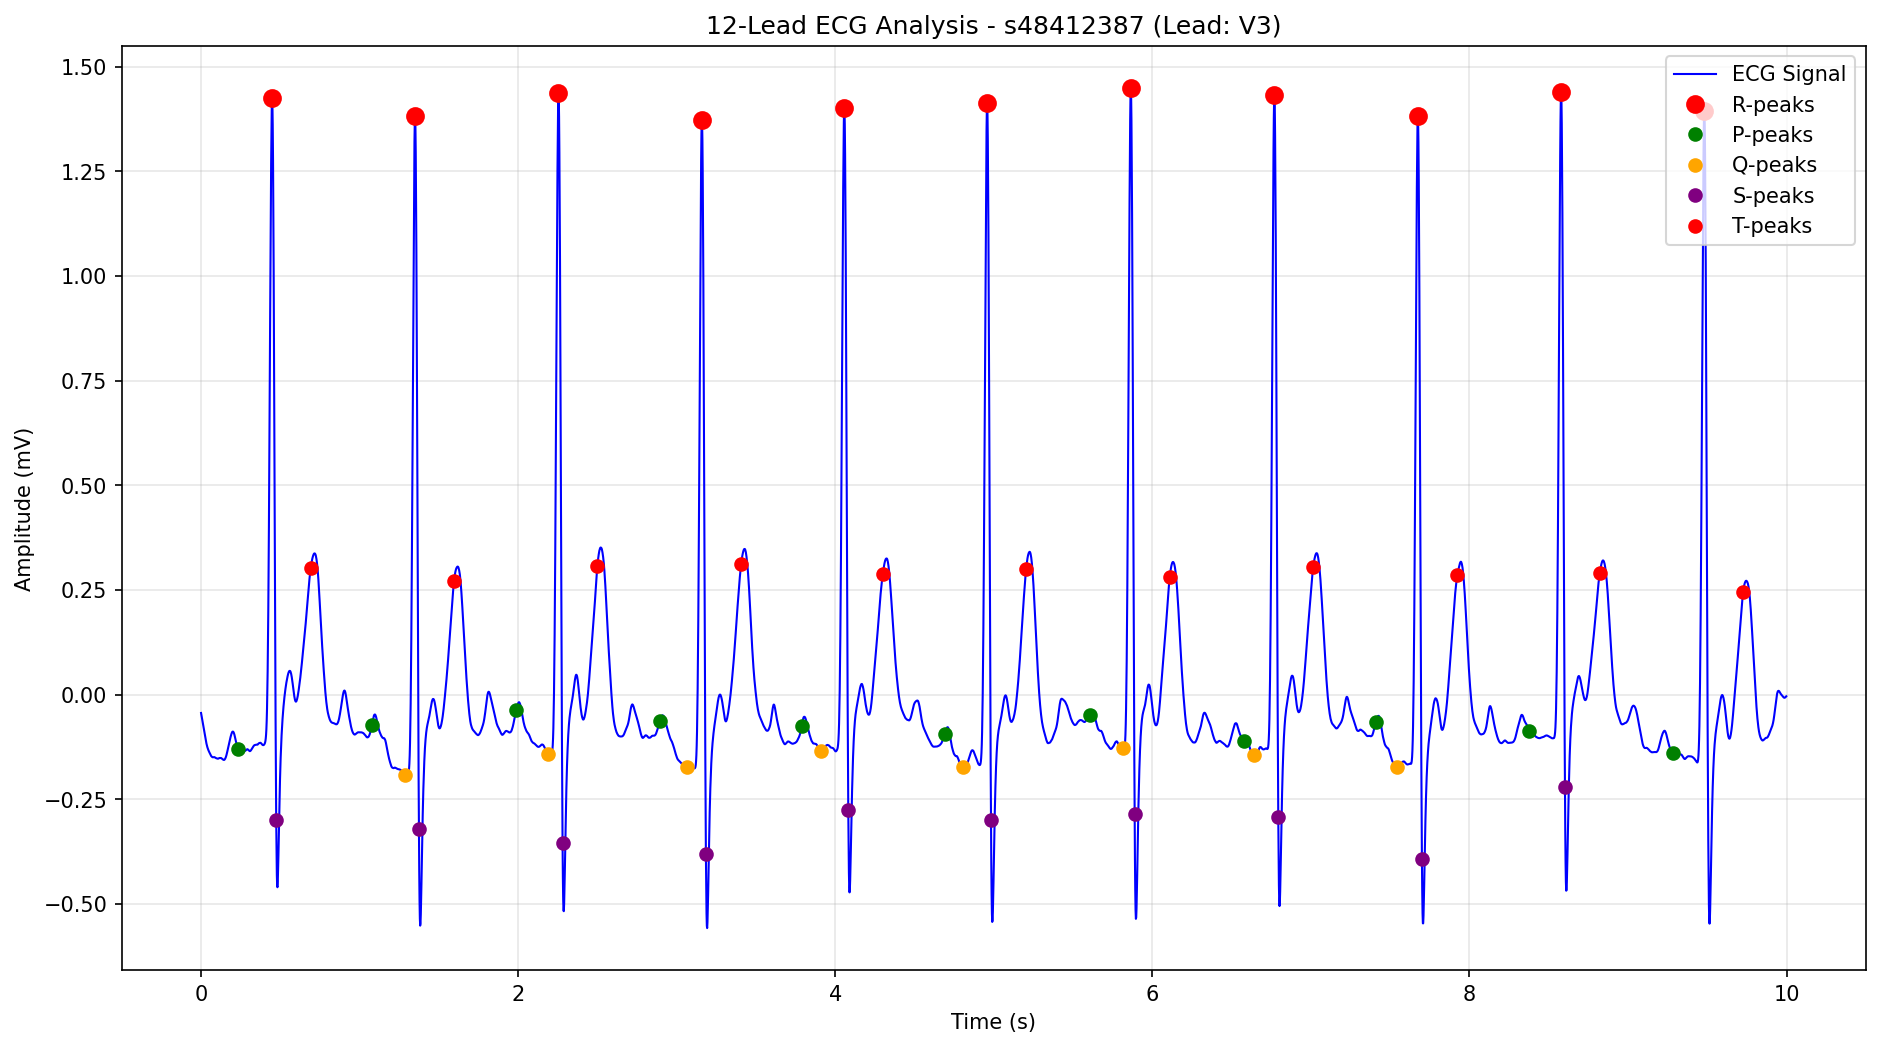 12-Lead ECG Analysis - s48412387 (Lead: V3)
ECG Signal
R-peaks
P-peaks
Q-peaks
S-peaks
T-peaks
Amplitude (mV)
1.50
1.25
1.00
0.75
0.50
0.25
0.00
−0.25
−0.50
0 2 4 6 8 10
Time (s)